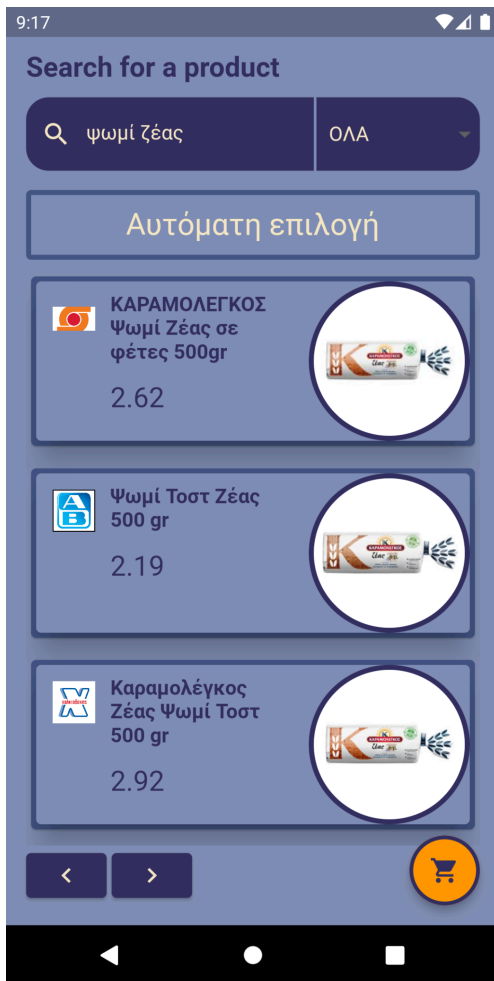 9:17
Search for a product
ψωμί ζέας
ΟΛΑ
Αυτόματη επιλογή
ΚΑΡΑΜΟΛΕΓΚΟΣ
Ψωμί Ζέας σε
φέτες 500gr
2.62
ΑΒ
Ψωμί Τοστ Ζέας
500 gr
2.19
Καραμολέγκος
Ζέας Ψωμί Τοστ
500 gr
2.92